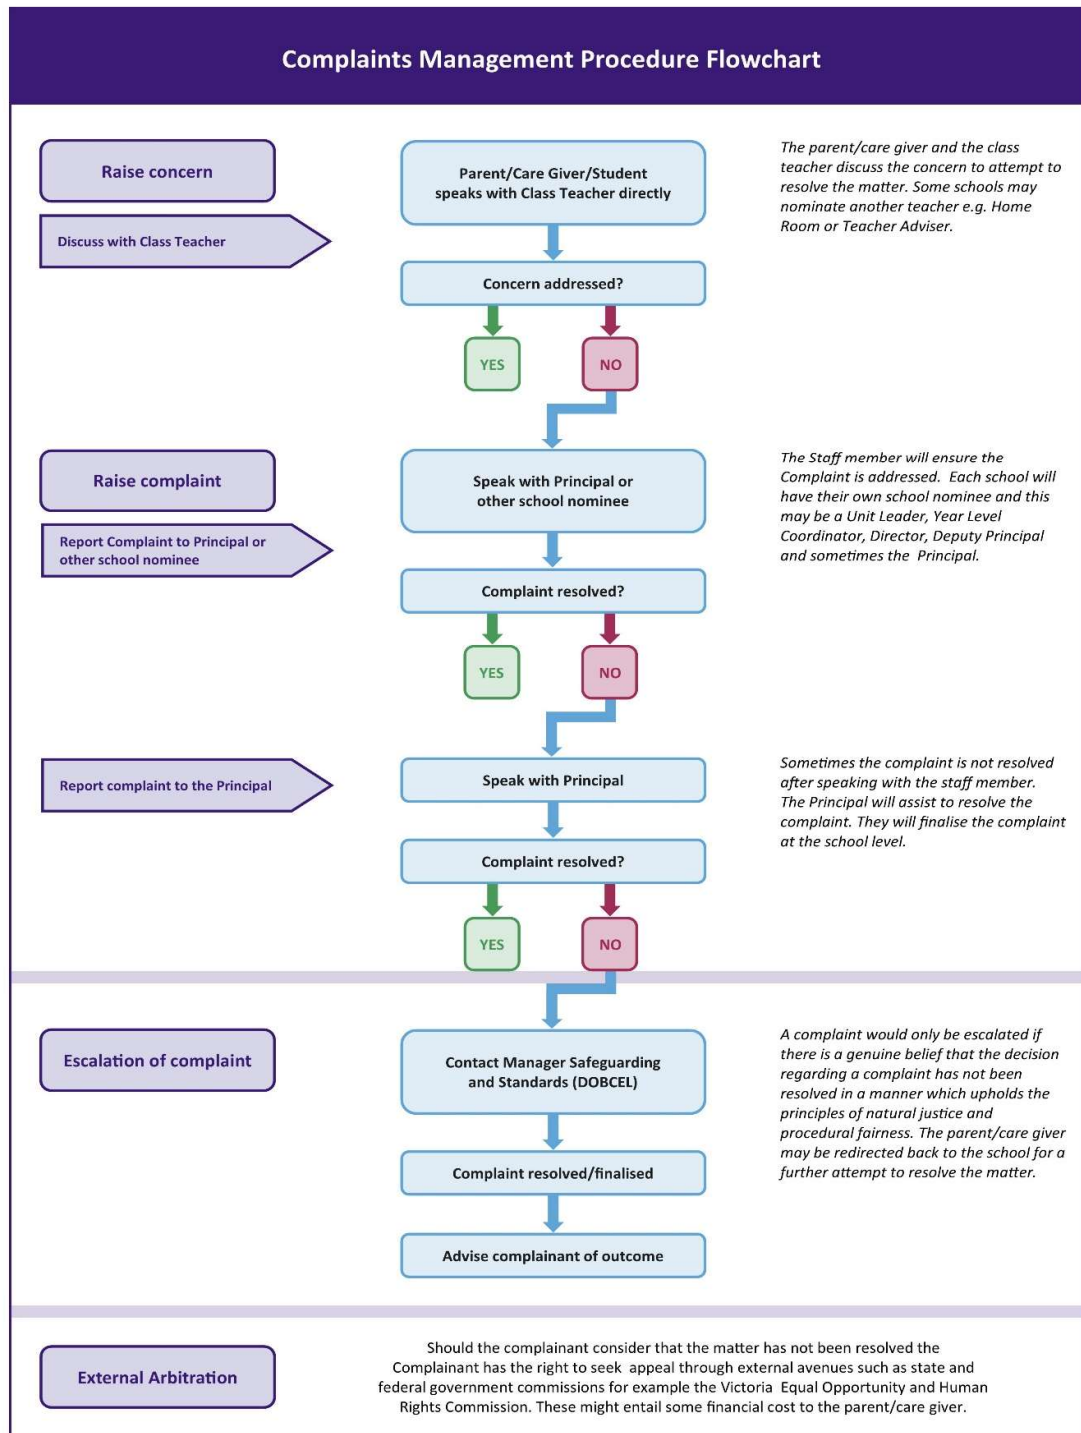 Complaints Management Procedure Flowchart
Raise concern
Discuss with Class Teacher
Parent/Care Giver/Student
speaks with Class Teacher directly
The parent/care giver and the class
teacher discuss the concern to attempt to
resolve the matter. Some schools may
nominate another teacher e.g. Home
Room or Teacher Adviser.
Concern addressed?
YES
NO
Raise complaint
Report Complaint to Principal or
other school nominee
Speak with Principal or
other school nominee
The Staff member will ensure the
Complaint is addressed. Each school will
have their own school nominee and this
may be a Unit Leader, Year Level
Coordinator, Director, Deputy Principal
and sometimes the Principal.
Complaint resolved?
YES
NO
Report complaint to the Principal
Speak with Principal
Sometimes the complaint is not resolved
after speaking with the staff member.
The Principal will assist to resolve the
complaint. They will finalise the complaint
at the school level.
Complaint resolved?
YES
NO
Escalation of complaint
Contact Manager Safeguarding
and Standards (DOBCEL)
A complaint would only be escalated if
there is a genuine belief that the decision
regarding a complaint has not been
resolved in a manner which upholds the
principles of natural justice and
procedural fairness. The parent/care giver
may be redirected back to the school for a
further attempt to resolve the matter.
Complaint resolved/finalised
Advise complainant of outcome
External Arbitration
Should the complainant consider that the matter has not been resolved the
Complainant has the right to seek appeal through external avenues such as state and
federal government commissions for example the Victoria Equal Opportunity and Human
Rights Commission. These might entail some financial cost to the parent/care giver.